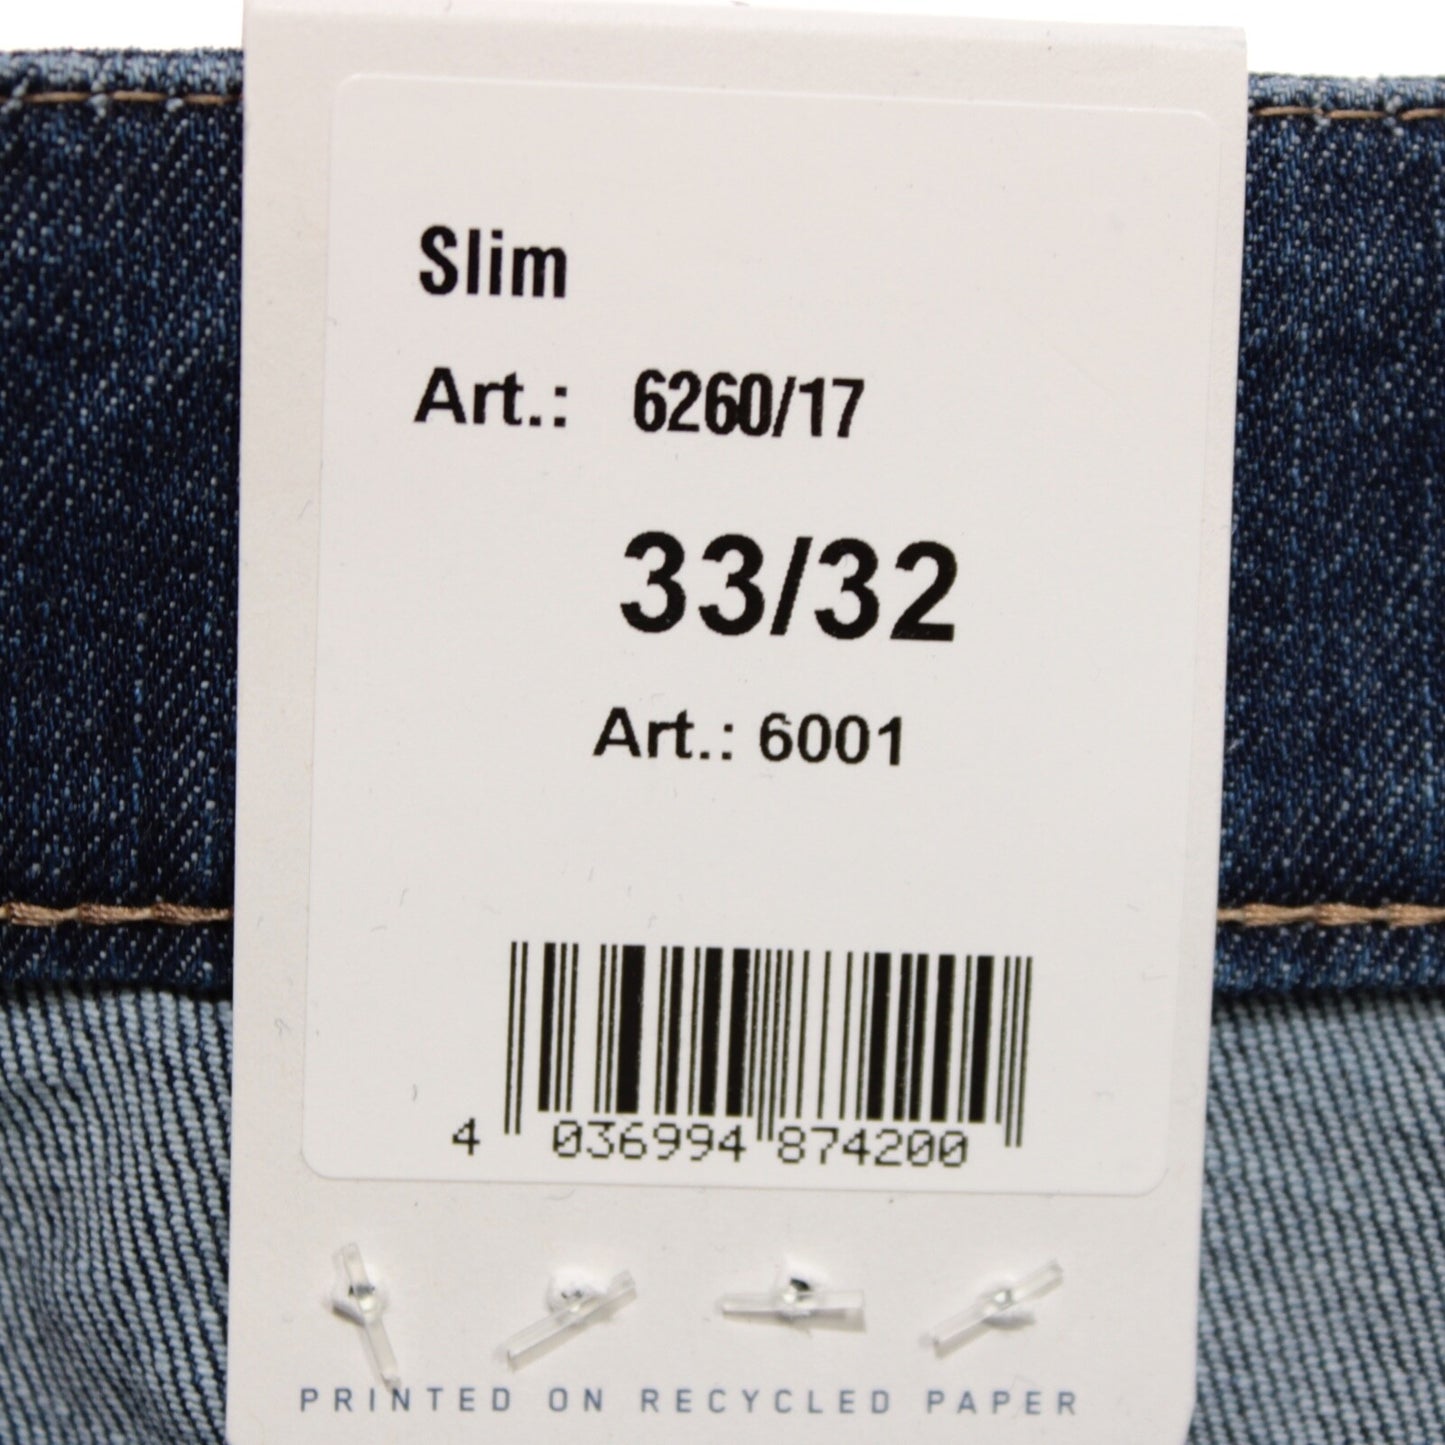 Slim
Art.: 6260/17
33/32
Art.: 6001
4 036994 874200
PRINTED ON RECYCLED PAPER